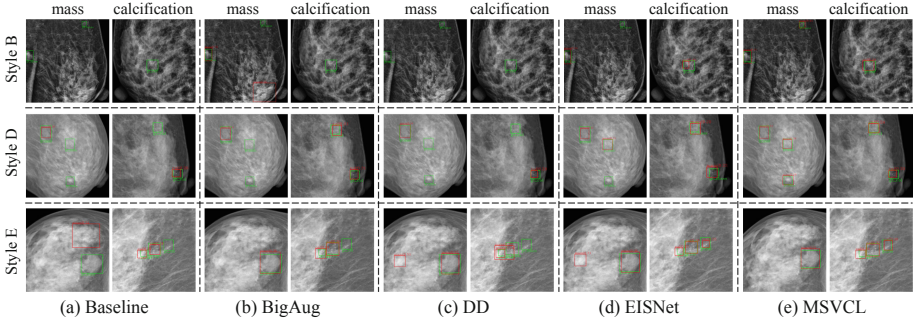 mass calcification mass calcification mass calcification mass calcification mass calcification
Style B
Style D
Style E
(a) Baseline (b) BigAug (c) DD (d) EISNet (e) MSVCL